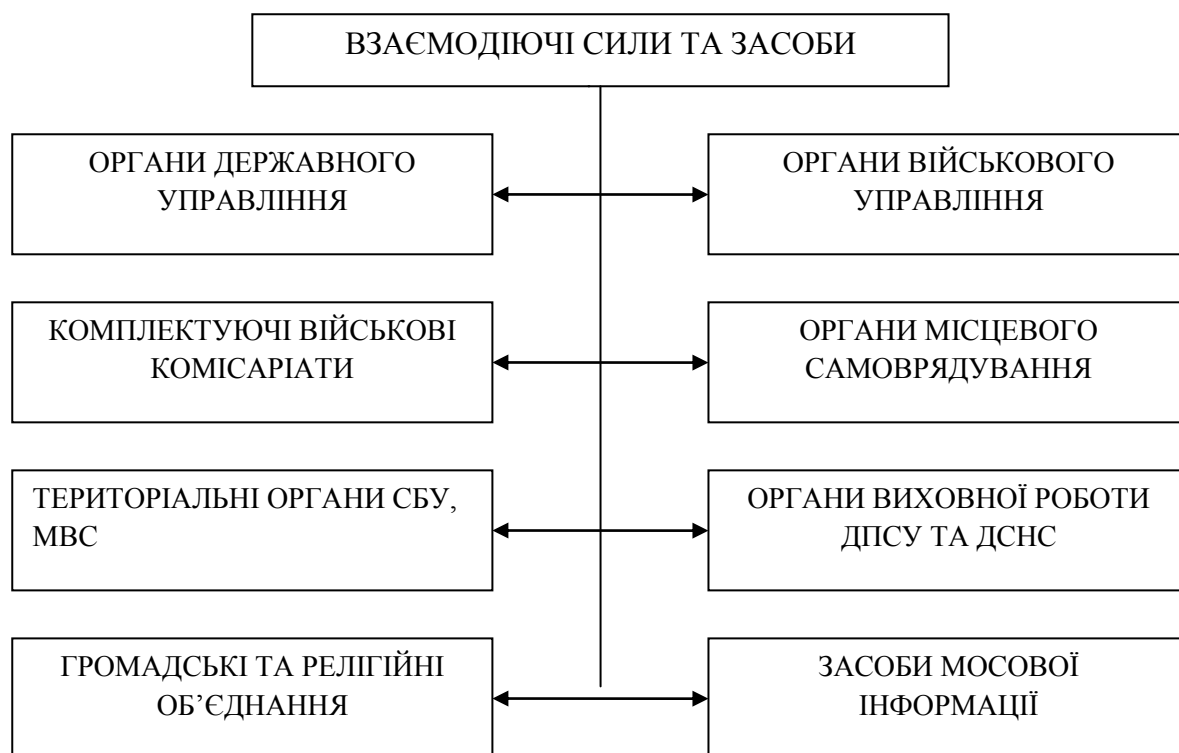 ВЗАЄМОДІЮЧІ СИЛИ ТА ЗАСОБИ
ОРГАНИ ДЕРЖАВНОГО
УПРАВЛІННЯ
ОРГАНИ ВІЙСЬКОВОГО
УПРАВЛІННЯ
КОМПЛЕКТУЮЧІ ВІЙСЬКОВІ
КОМІСАРІАТИ
ОРГАНИ МІСЦЕВОГО
САМОВРЯДУВАННЯ
ТЕРИТОРІАЛЬНІ ОРГАНИ СБУ,
МВС
ОРГАНИ ВИХОВНОЇ РОБОТИ
ДПСУ ТА ДСНС
ГРОМАДСЬКІ ТА РЕЛІГІЙНІ
ОБ’ЄДНАННЯ
ЗАСОБИ МОСОВОЇ
ІНФОРМАЦІЇ